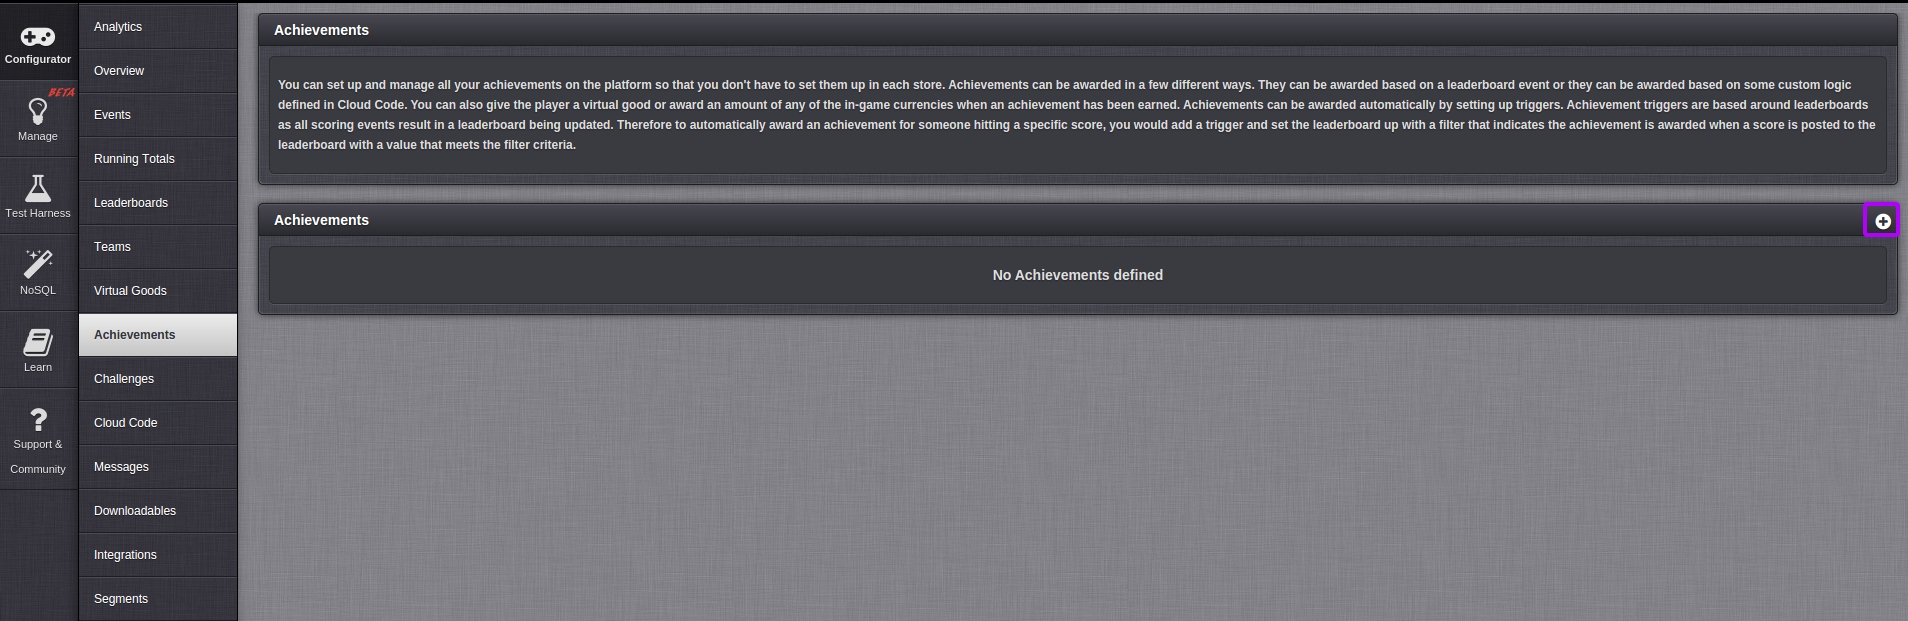 Configurator
BETA
Manage
Test Harness
NoSQL
Learn
Support &
Community
Analytics
Overview
Events
Running Totals
Leaderboards
Teams
Virtual Goods
Achievements
Challenges
Cloud Code
Messages
Downloadables
Integrations
Segments
Achievements
You can set up and manage all your achievements on the platform so that you don't have to set them up in each store. Achievements can be awarded in a few different ways. They can be awarded based on a leaderboard event or they can be awarded based on some custom logic
defined in Cloud Code. You can also give the player a virtual good or award an amount of any of the in-game currencies when an achievement has been earned. Achievements can be awarded automatically by setting up triggers. Achievement triggers are based around leaderboards
as all scoring events result in a leaderboard being updated. Therefore to automatically award an achievement for someone hitting a specific score, you would add a trigger and set the leaderboard up with a filter that indicates the achievement is awarded when a score is posted to the
leaderboard with a value that meets the filter criteria.
Achievements
No Achievements defined